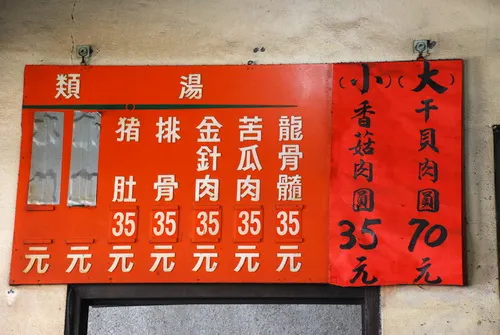 (大)干貝肉圓70元
(小)香菇肉圓35元
湯類
龍骨髓35元
苦瓜肉35元
金針肉35元
排骨35元
豬肚35元
元
元